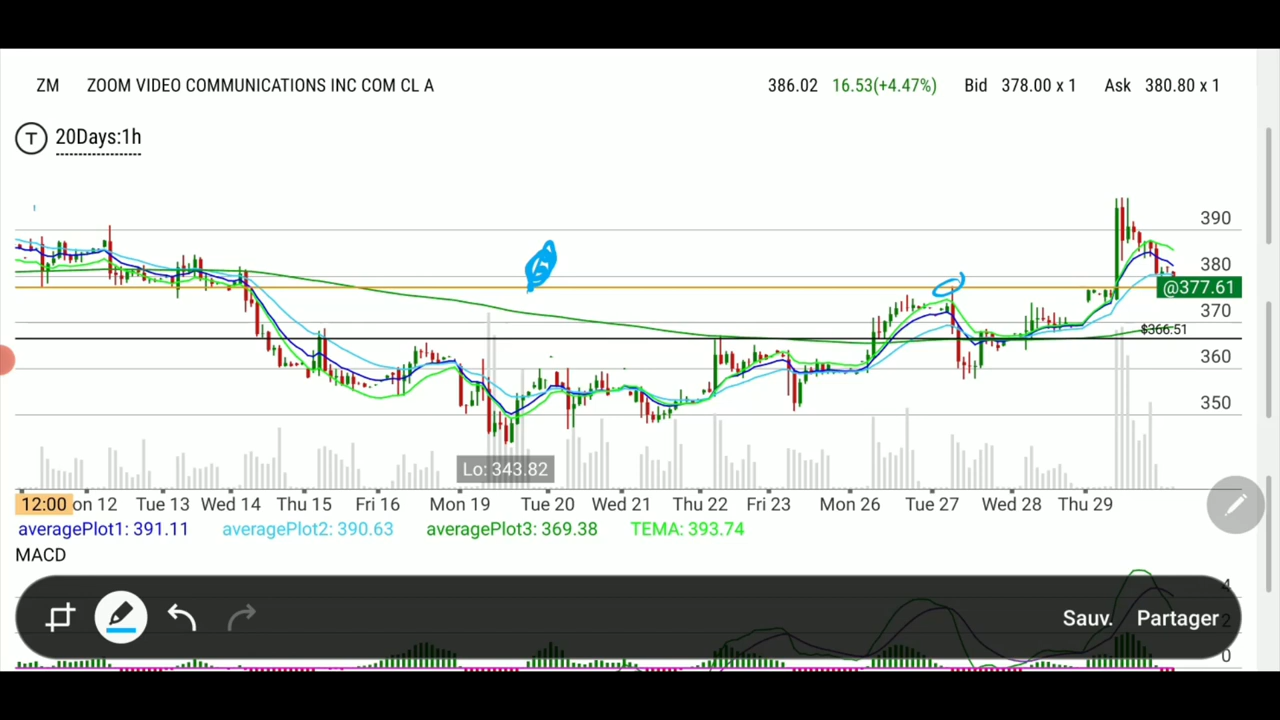 ZM ZOOM VIDEO COMMUNICATIONS INC COM CL A 386.02 16.53(+4.47%) Bid 378.00 x 1 Ask 380.80 x 1
T 20Days:1h
390
380
@377.61
370
$366.51
360
350
Lo: 343.82
12:00 on 12 Tue 13 Wed 14 Thu 15 Fri 16 Mon 19 Tue 20 Wed 21 Thu 22 Fri 23 Mon 26 Tue 27 Wed 28 Thu 29
averagePlot1: 391.11 averagePlot2: 390.63 averagePlot3: 369.38 TEMA: 393.74
MACD
4
Sauv. Partager
2
0